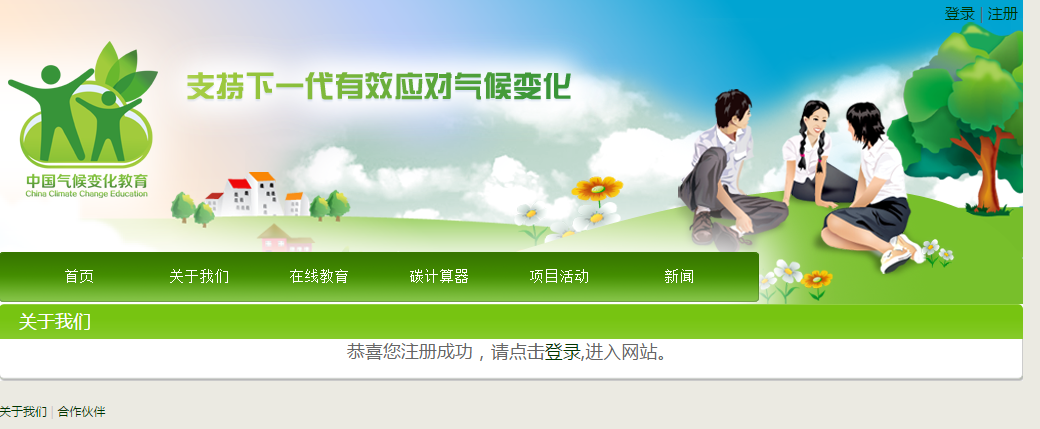 登录 | 注册
支持下一代有效应对气候变化
中国气候变化教育
China Climate Change Education
首页 关于我们 在线教育 碳计算器 项目活动 新闻
关于我们
恭喜您注册成功，请点击登录,进入网站。
关于我们 | 合作伙伴